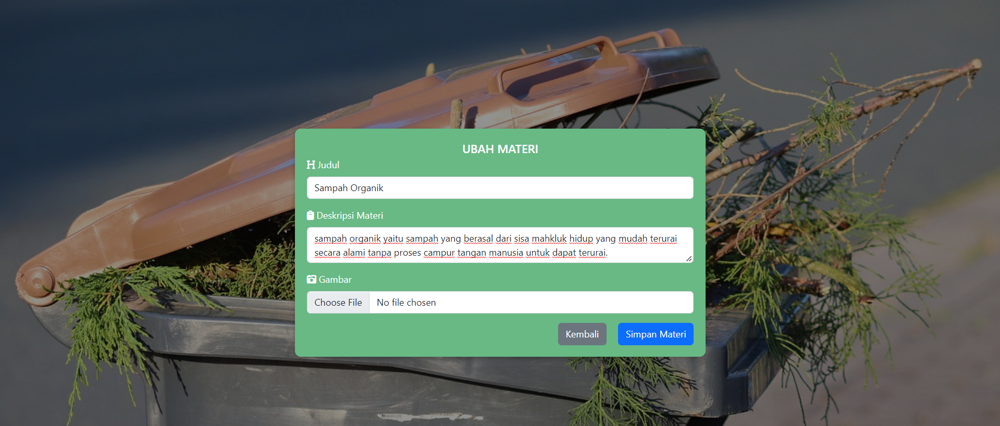 UBAH MATERI
Judul
Sampah Organik
Deskripsi Materi
sampah organik yaitu sampah yang berasal dari sisa mahkluk hidup yang mudah terurai
secara alami tanpa proses campur tangan manusia untuk dapat terurai.
Gambar
Choose File No file chosen
Kembali Simpan Materi